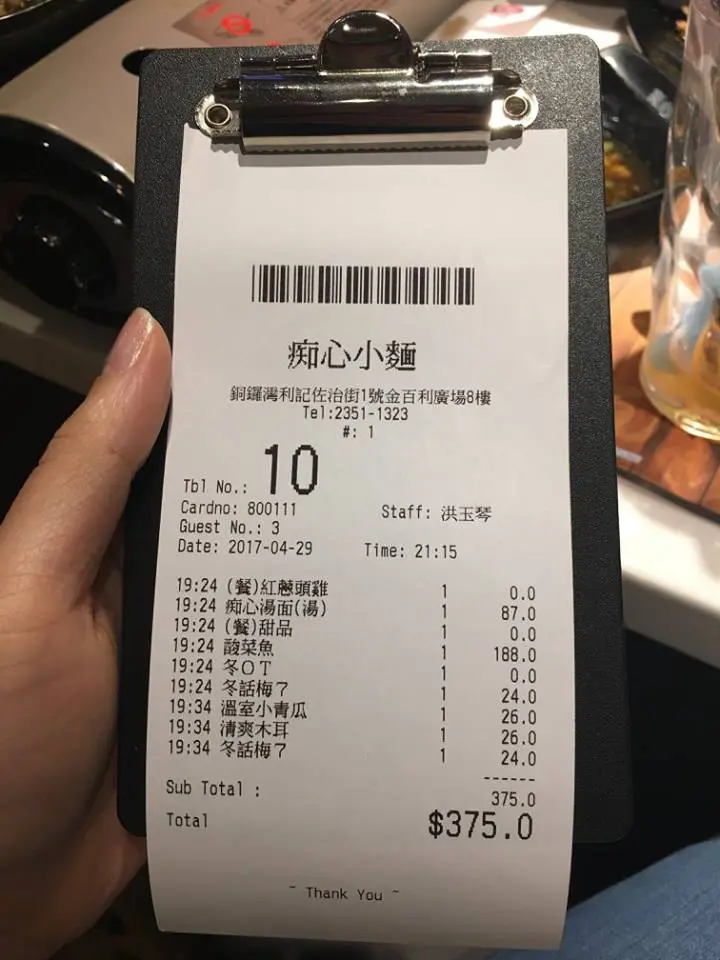 痴心小麵
銅鑼灣利記佐治街1號金百利廣場8樓
Tel:2351-1323
#: 1
Tbl No.: 10
Cardno: 800111 Staff: 洪玉琴
Guest No.: 3
Date: 2017-04-29 Time: 21:15
19:24 (餐)紅蔥頭雞 1 0.0
19:24 痴心湯面(湯) 1 87.0
19:24 (餐)甜品 1 0.0
19:24 酸菜魚 1 188.0
19:24 冬OT 1 0.0
19:24 冬話梅7 1 24.0
19:34 溫室小青瓜 1 26.0
19:34 清爽木耳 1 26.0
19:34 冬話梅7 1 24.0
------
Sub Total : 375.0
Total $375.0
~ Thank You ~